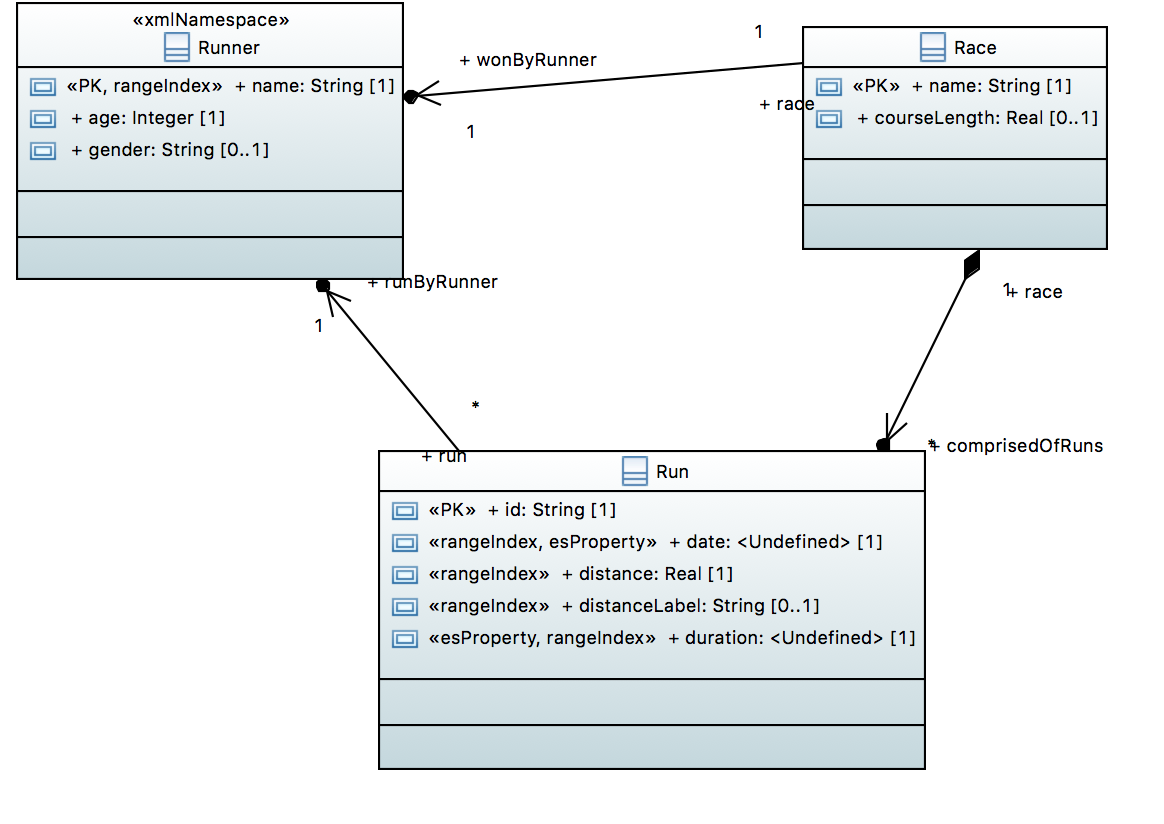 «xmlNamespace»
Runner
«PK, rangeIndex» + name: String [1]
+ age: Integer [1]
+ gender: String [0..1]
+ wonByRunner
1
1
+ race
Race
«PK» + name: String [1]
+ courseLength: Real [0..1]
+ runByRunner
1
*
+ run
1
+ race
*
+ comprisedOfRuns
Run
«PK» + id: String [1]
«rangeIndex, esProperty» + date: <Undefined> [1]
«rangeIndex» + distance: Real [1]
«rangeIndex» + distanceLabel: String [0..1]
«esProperty, rangeIndex» + duration: <Undefined> [1]